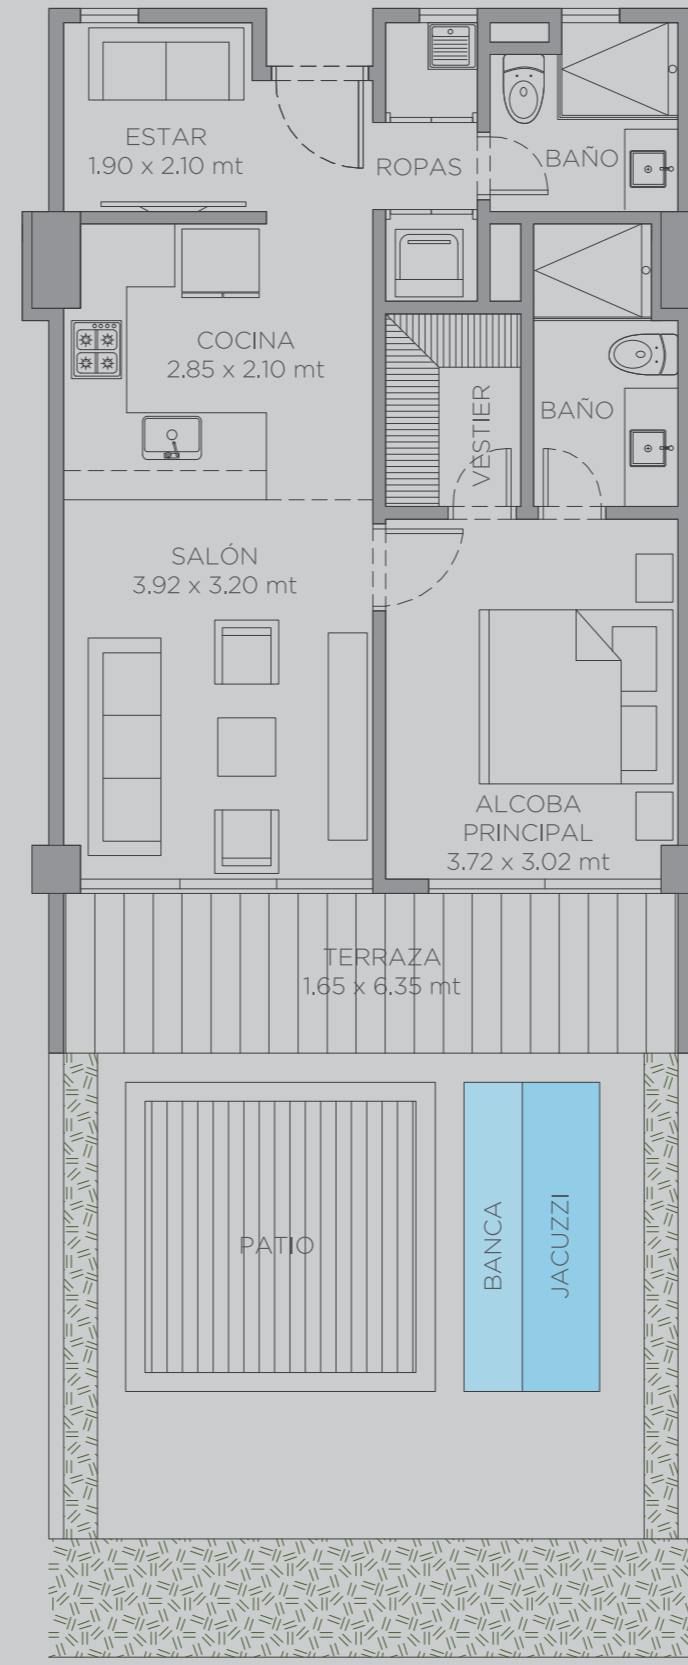 ESTAR
1.90 x 2.10 mt
ROPAS
BAÑO
COCINA
2.85 x 2.10 mt
VESTIER
BAÑO
SALÓN
3.92 x 3.20 mt
ALCOBA
PRINCIPAL
3.72 x 3.02 mt
TERRAZA
1.65 x 6.35 mt
PATIO
BANCA
JACUZZI